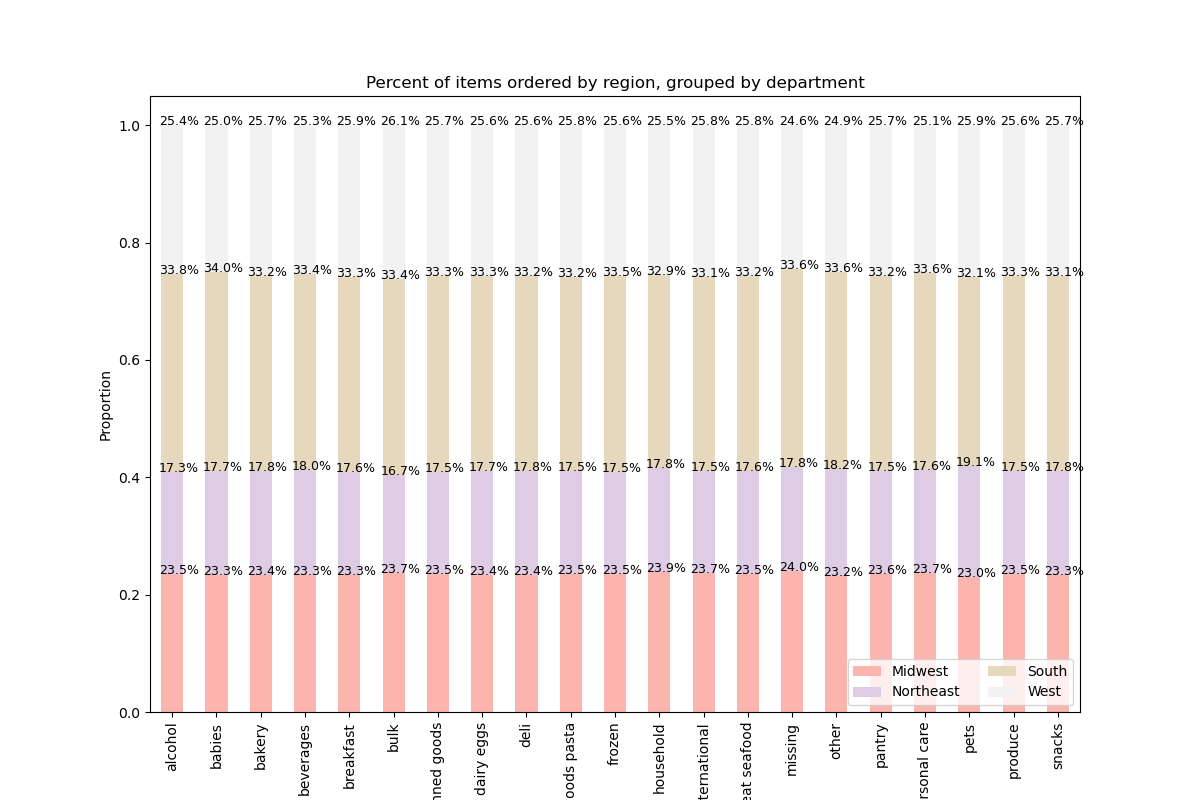 Percent of items ordered by region, grouped by department
1.0
25.4% 25.0% 25.7% 25.3% 25.9% 26.1% 25.7% 25.6% 25.6% 25.8% 25.6% 25.5% 25.8% 25.8% 24.6% 24.9% 25.7% 25.1% 25.9% 25.6% 25.7%
0.8
33.8% 34.0% 33.2% 33.4% 33.3% 33.4% 33.3% 33.3% 33.2% 33.2% 33.5% 32.9% 33.1% 33.2% 33.6% 33.6% 33.2% 33.6% 32.1% 33.3% 33.1%
0.6
Proportion
17.3% 17.7% 17.8% 18.0% 17.6% 16.7% 17.5% 17.7% 17.8% 17.5% 17.5% 17.8% 17.5% 17.6% 17.8% 18.2% 17.5% 17.6% 19.1% 17.5% 17.8%
0.4
23.5% 23.3% 23.4% 23.3% 23.3% 23.7% 23.5% 23.4% 23.4% 23.5% 23.5% 23.9% 23.7% 23.5% 24.0% 23.2% 23.6% 23.7% 23.0% 23.5% 23.3%
0.2
Midwest South
Northeast West
0.0
alcohol
babies
bakery
beverages
breakfast
bulk
nned goods
dairy eggs
deli
oods pasta
frozen
household
ternational
eat seafood
missing
other
pantry
rsonal care
pets
produce
snacks